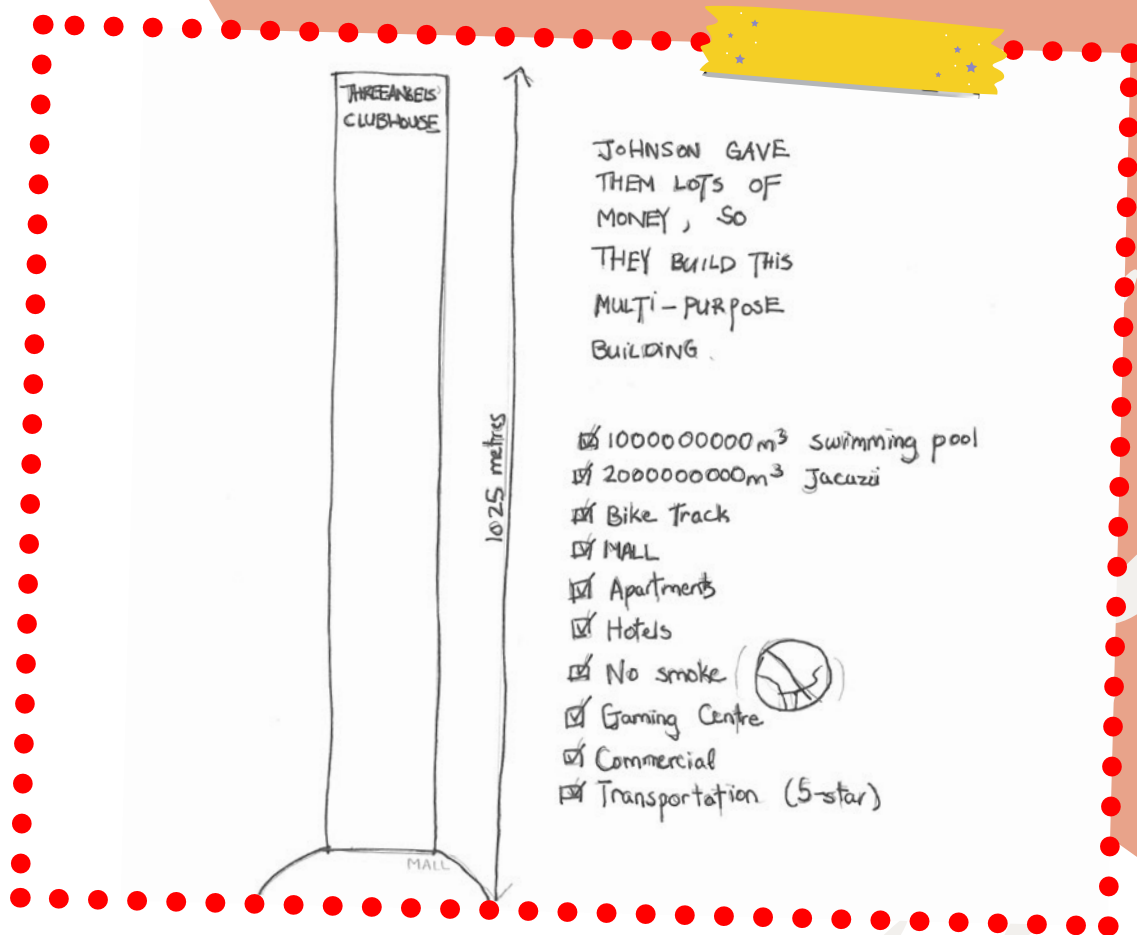 THREEANGELS'
CLUBHOUSE
1025 metres
MALL
JOHNSON GAVE
THEM LOTS OF
MONEY, SO
THEY BUILD THIS
MULTI-PURPOSE
BUILDING.
1000000000m³ swimming pool
2000000000m³ Jacuzii
Bike Track
MALL
Apartments
Hotels
No smoke
Gaming Centre
Commercial
Transportation (5-star)